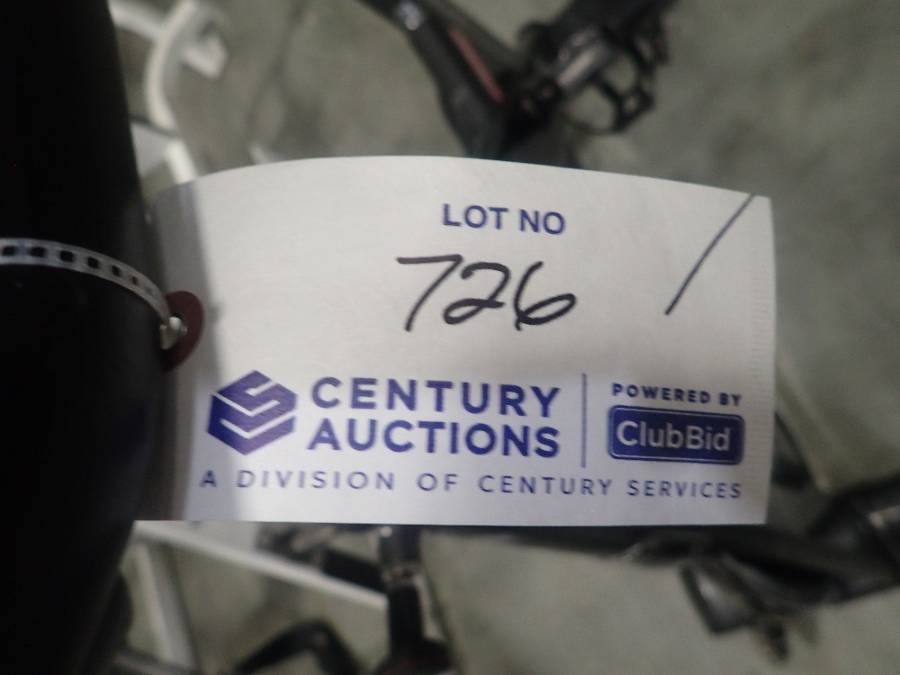 LOT NO
726 /
CENTURY
AUCTIONS
A DIVISION OF CENTURY SERVICES
POWERED BY
ClubBid